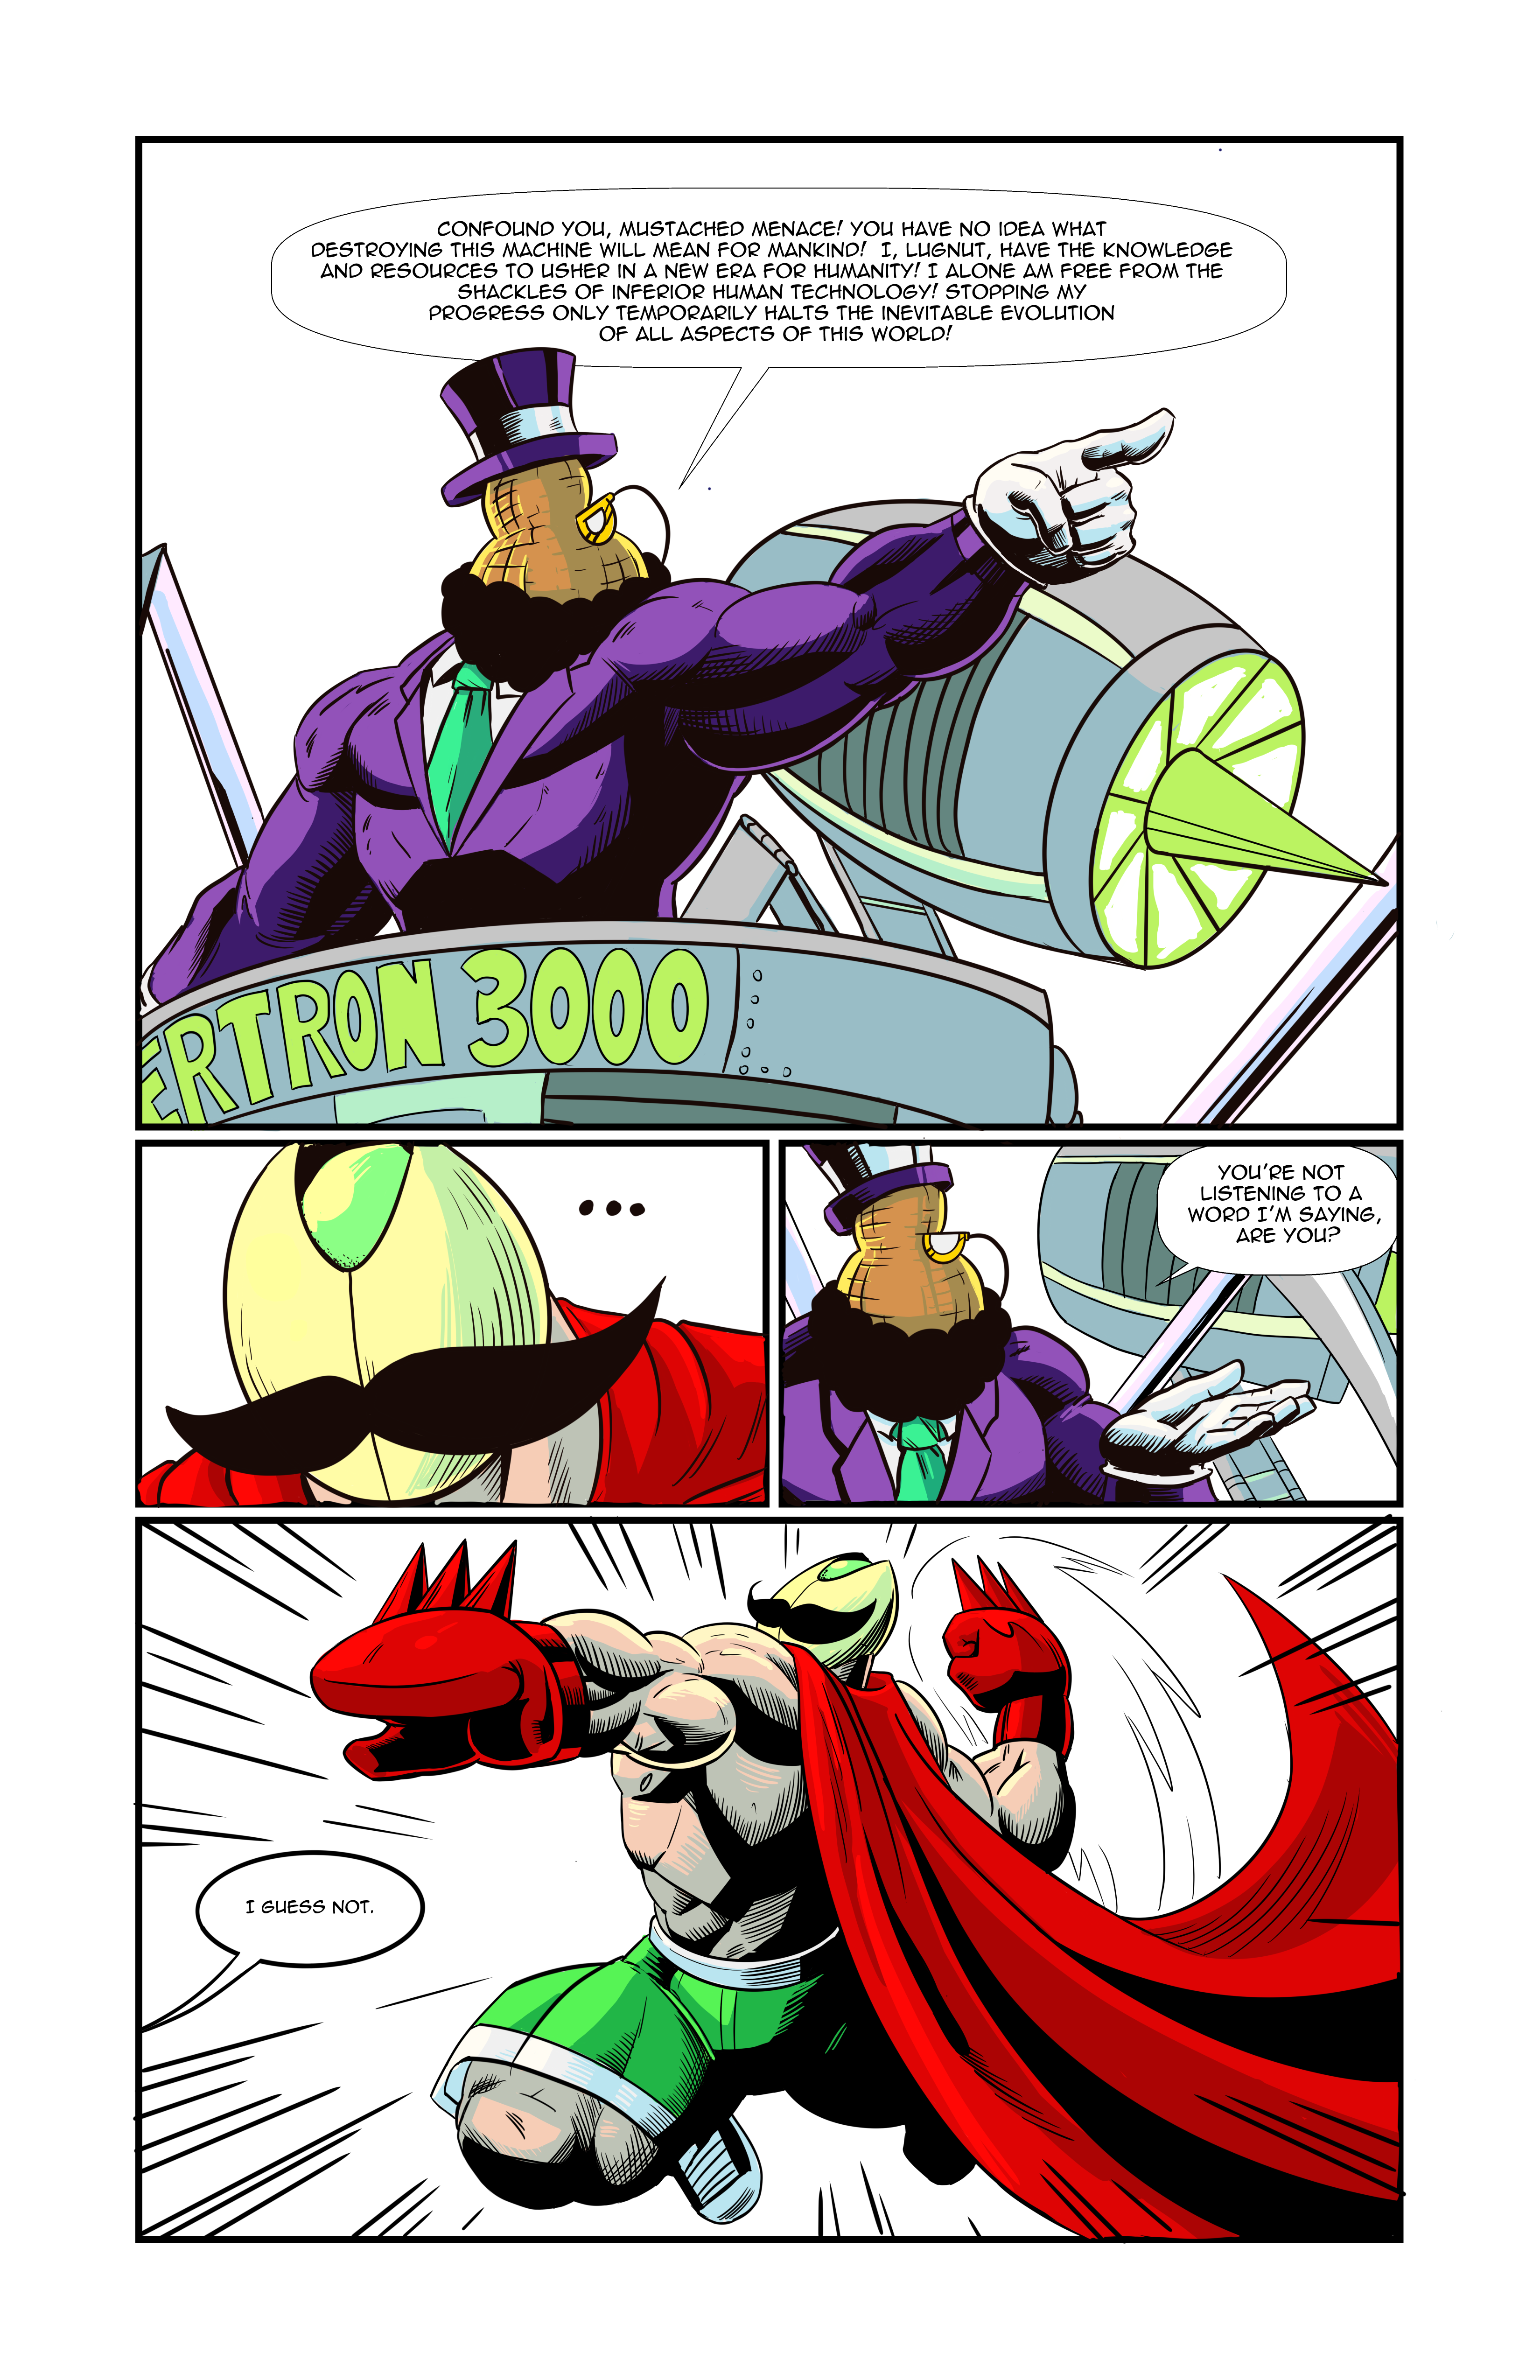 CONFOUND YOU, MUSTACHED MENACE! YOU HAVE NO IDEA WHAT
DESTROYING THIS MACHINE WILL MEAN FOR MANKIND! I, LUGNUT, HAVE THE KNOWLEDGE
AND RESOURCES TO USHER IN A NEW ERA FOR HUMANITY! I ALONE AM FREE FROM THE
SHACKLES OF INFERIOR HUMAN TECHNOLOGY! STOPPING MY
PROGRESS ONLY TEMPORARILY HALTS THE INEVITABLE EVOLUTION
OF ALL ASPECTS OF THIS WORLD!
ERTRON 3000
...
YOU'RE NOT
LISTENING TO A
WORD I'M SAYING,
ARE YOU?
I GUESS NOT.